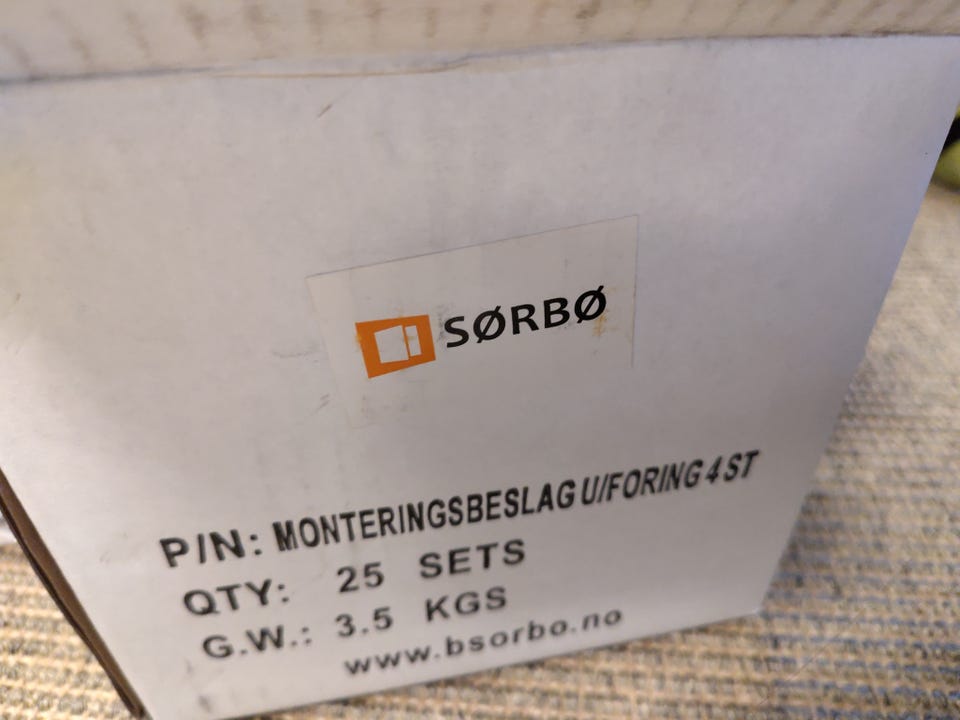 SØRBØ
P/N: MONTERINGSBESLAG U/FORING 4 ST
QTY: 25 SETS
G.W.: 3.5 KGS
www.bsorbo.no